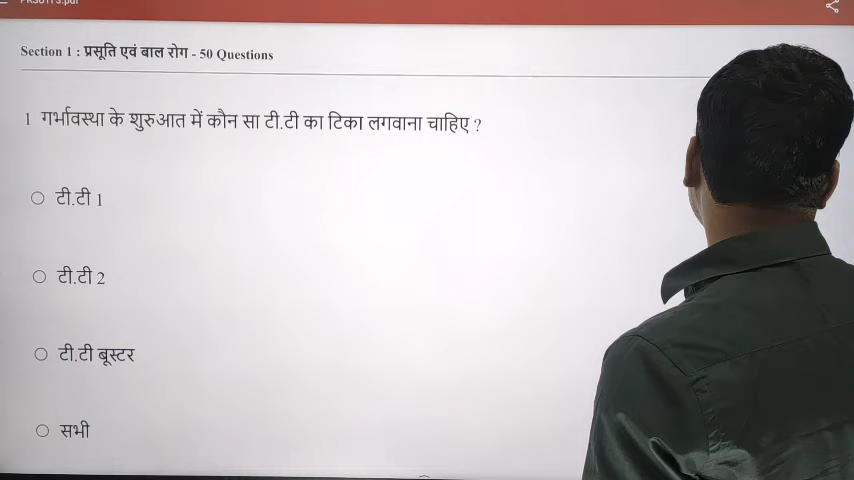 Section 1 : प्रसूति एवं बाल रोग - 50 Questions
1 गर्भावस्था के शुरुआत में कौन सा टी.टी का टिका लगवाना चाहिए ?
टी.टी 1
टी.टी 2
टी.टी बूस्टर
सभी